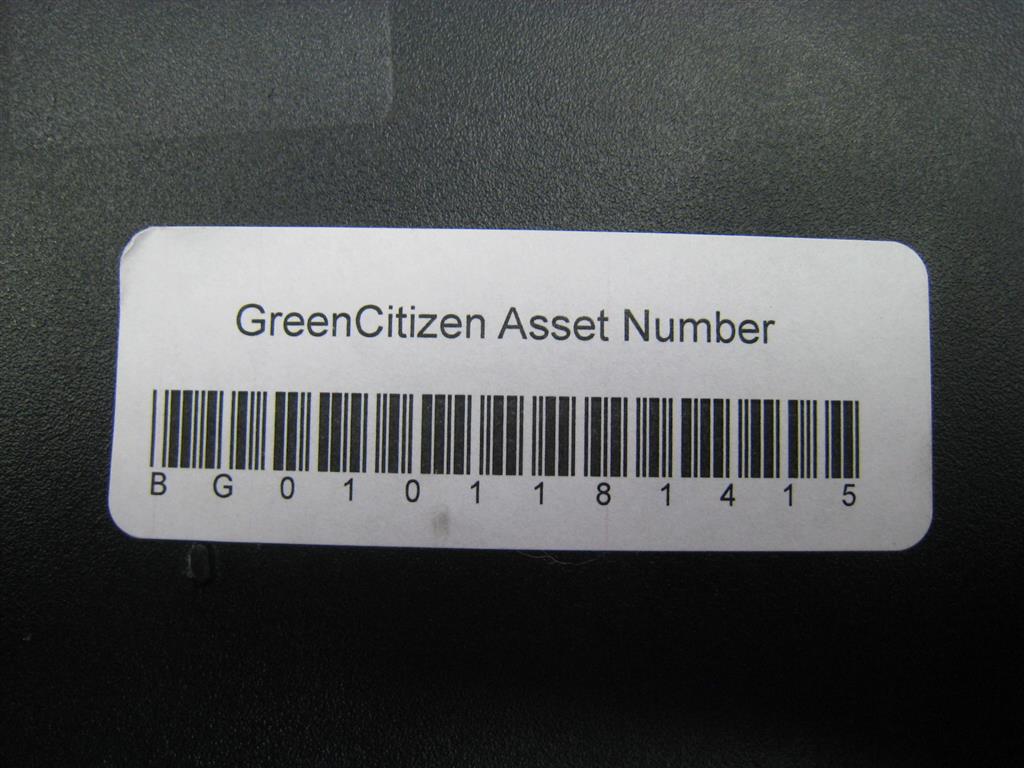 GreenCitizen Asset Number
B G 0 1 0 1 1 8 1 4 1 5